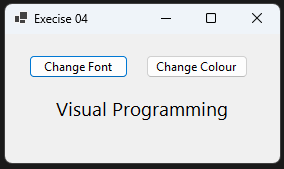 Execise 04
Change Font Change Colour
Visual Programming